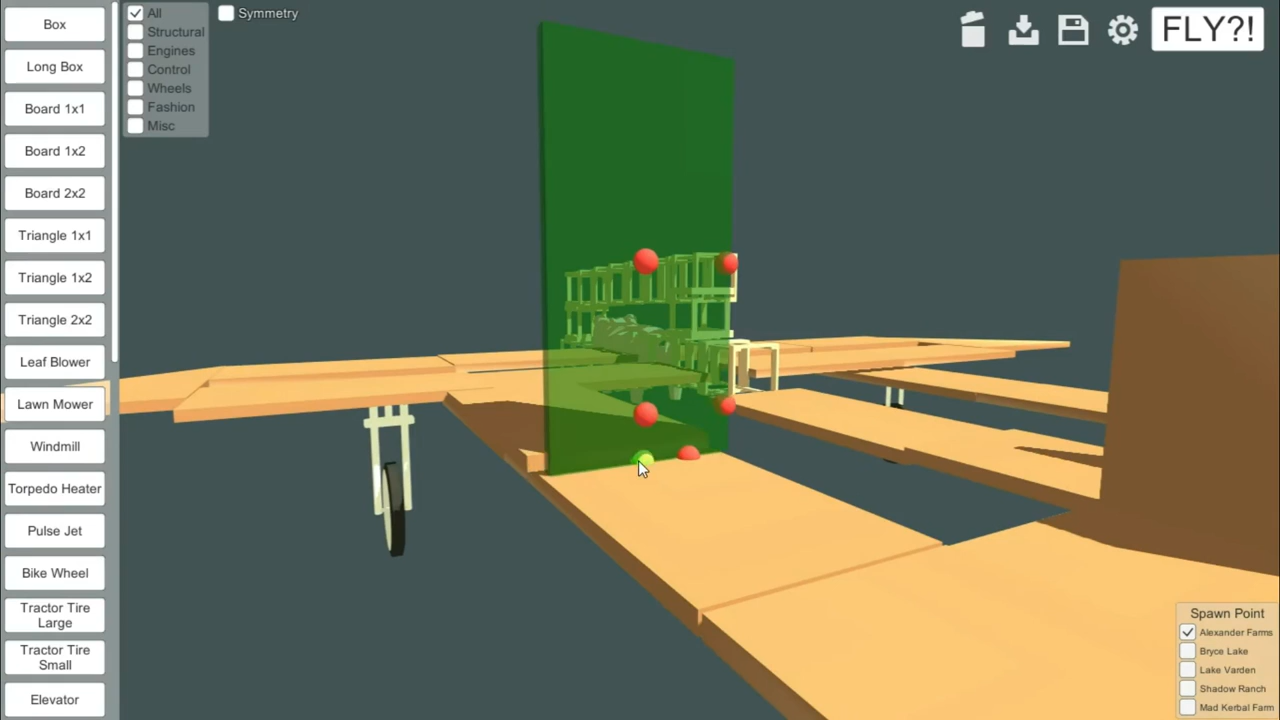 Box
Long Box
Board 1x1
Board 1x2
Board 2x2
Triangle 1x1
Triangle 1x2
Triangle 2x2
Leaf Blower
Lawn Mower
Windmill
Torpedo Heater
Pulse Jet
Bike Wheel
Tractor Tire
Large
Tractor Tire
Small
Elevator
All
Structural
Engines
Control
Wheels
Fashion
Misc
Symmetry
FLY?!
Spawn Point
Alexander Farms
Bryce Lake
Lake Varden
Shadow Ranch
Mad Kerbal Farm